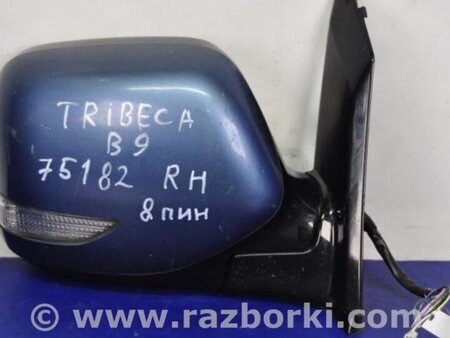 TRiBECA
B9
75182 RH
8пин
www.razborki.com